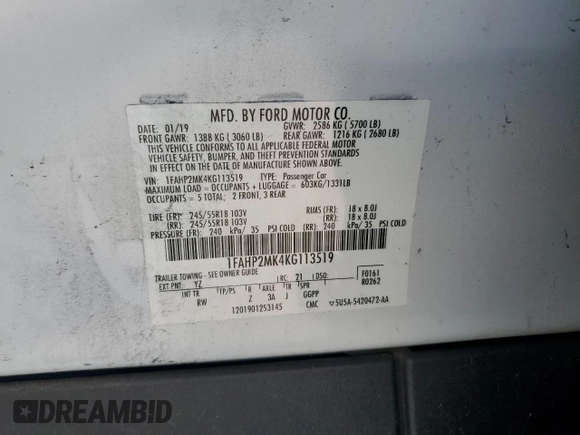 MFD. BY FORD MOTOR CO.
DATE: 01/19 GVWR: 2586 KG ( 5700 LB)
FRONT GAWR: 1388 KG ( 3060 LB) REAR GAWR: 1216 KG ( 2680 LB)
THIS VEHICLE CONFORMS TO ALL APPLICABLE FEDERAL MOTOR
VEHICLE SAFETY, BUMPER, AND THEFT PREVENTION STANDARDS
IN EFFECT ON THE DATE OF MANUFACTURE SHOWN ABOVE.
VIN: 1FAHP2MK4KG113519 TYPE: Passenger Car
MAXIMUM LOAD = OCCUPANTS + LUGGAGE = 603KG/1331LB
OCCUPANTS = 5 TOTAL; 2 FRONT, 3 REAR
TIRE (FR): 245/55R18 103V RIMS (FR): 18 x 8.0J
(RR): 245/55R18 103V (RR): 18 x 8.0J
PRESSURE (FR): 240 kPa/ 35 PSI COLD (RR): 240 kPa/ 35 PSI COLD
1FAHP2MK4KG113519
TRAILER TOWING - SEE OWNER GUIDE
EXT PNT: YZ RC: 21 DSO: F0161
R0262
INT TR TP/PS R AXLE TR SPR
RW Z 3A J GGPP
1201901253145 CMC 5U5A-5420472-AA
DREAMBID